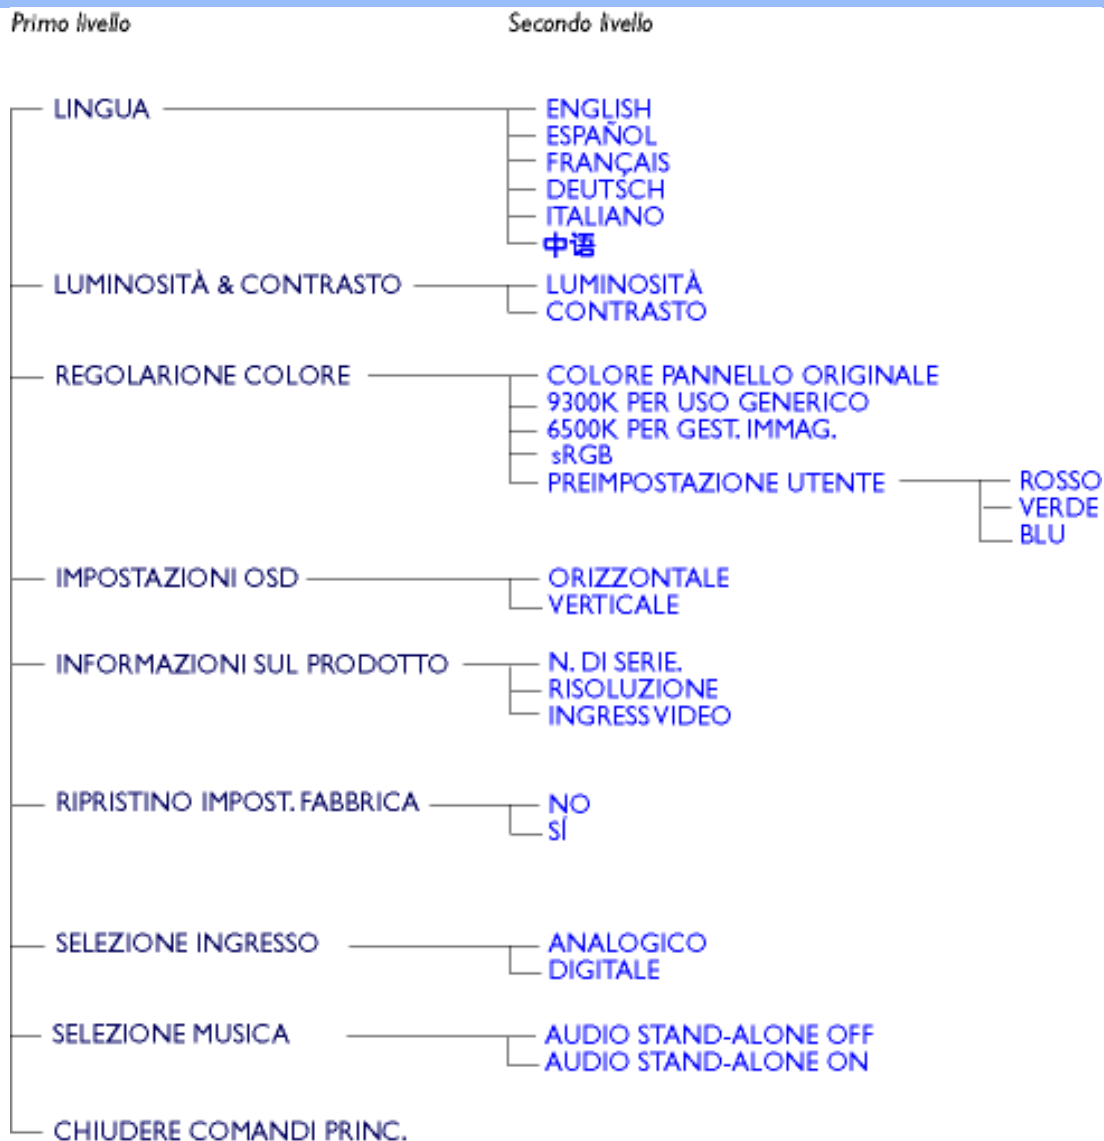 Primo livello
Secondo livello
LINGUA
ENGLISH
ESPAÑOL
FRANÇAIS
DEUTSCH
ITALIANO
中语
LUMINOSITÀ & CONTRASTO
LUMINOSITÀ
CONTRASTO
REGOLARIONE COLORE
COLORE PANNELLO ORIGINALE
9300K PER USO GENERICO
6500K PER GEST. IMMAG.
sRGB
PREIMPOSTAZIONE UTENTE
ROSSO
VERDE
BLU
IMPOSTAZIONI OSD
ORIZZONTALE
VERTICALE
INFORMAZIONI SUL PRODOTTO
N. DI SERIE.
RISOLUZIONE
INGRESS VIDEO
RIPRISTINO IMPOST. FABBRICA
NO
SÍ
SELEZIONE INGRESSO
ANALOGICO
DIGITALE
SELEZIONE MUSICA
AUDIO STAND-ALONE OFF
AUDIO STAND-ALONE ON
CHIUDERE COMANDI PRINC.